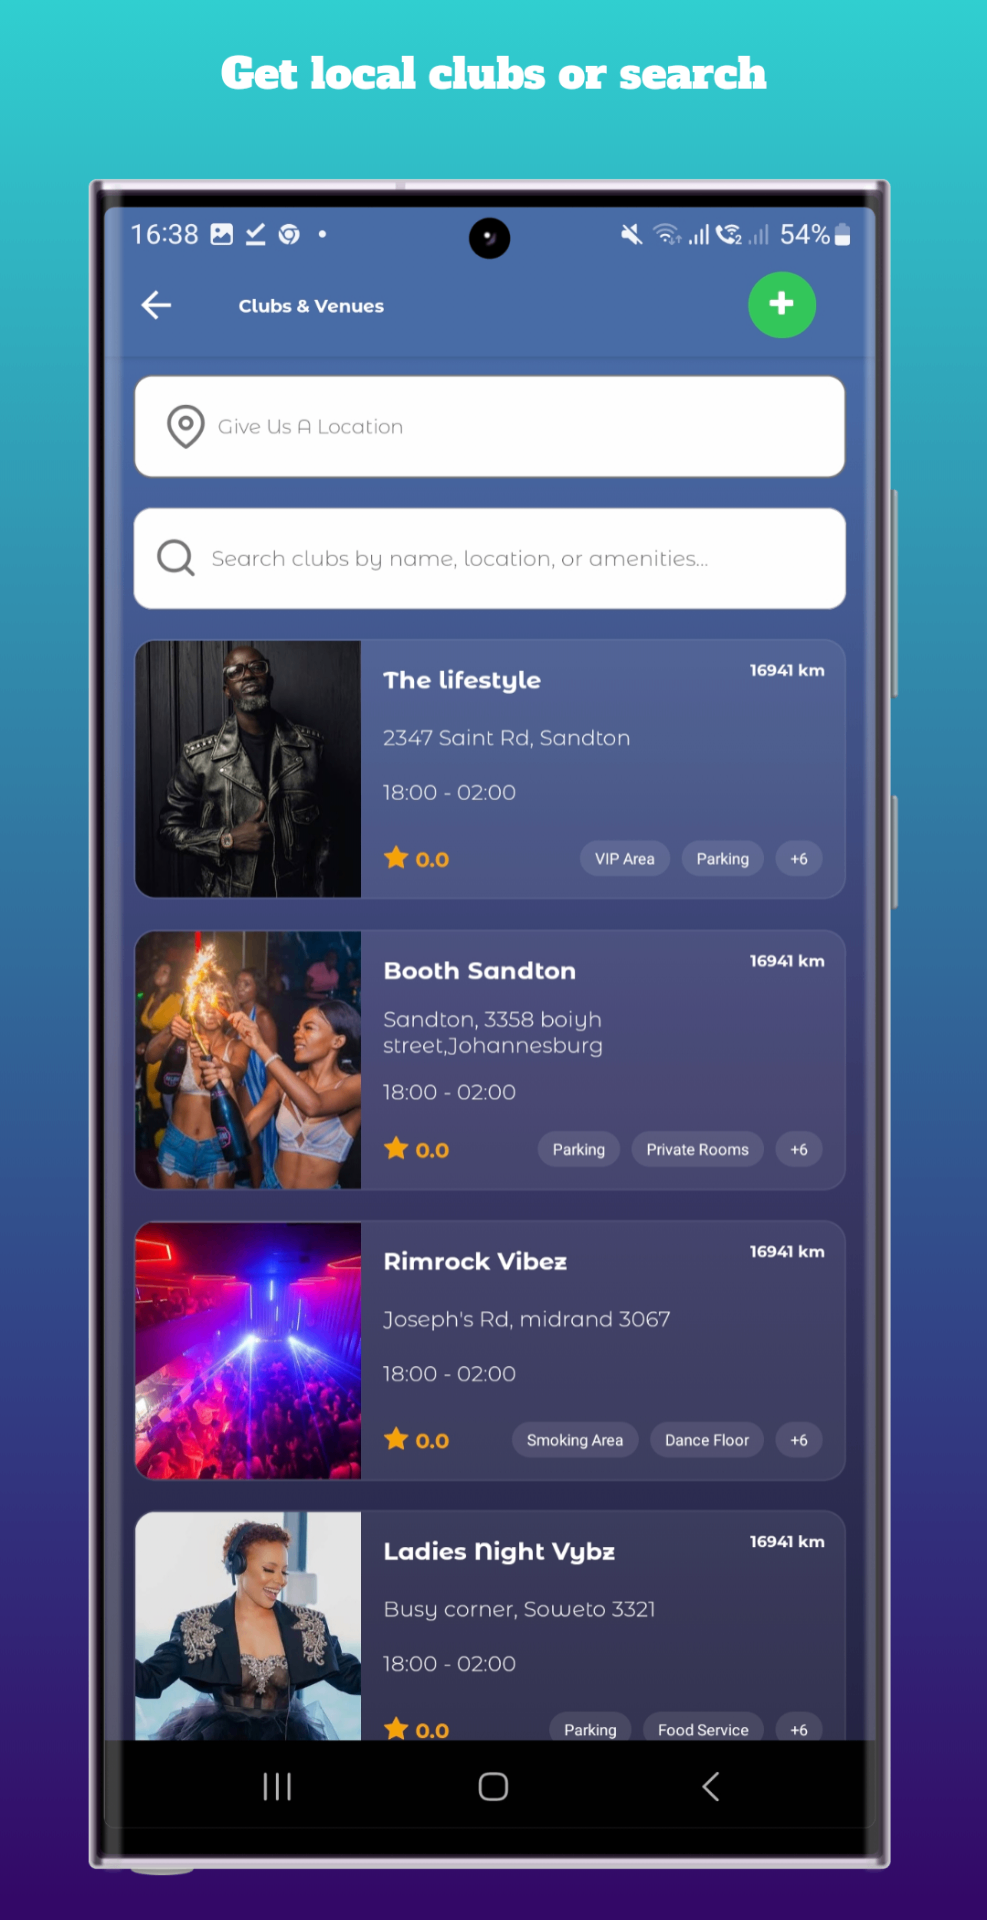 Get local clubs or search
16:38
54%
Clubs & Venues
Give Us A Location
Search clubs by name, location, or amenities...
The lifestyle
16941 km
2347 Saint Rd, Sandton
18:00 - 02:00
0.0
VIP Area
Parking
+6
Booth Sandton
16941 km
Sandton, 3358 boiyh
street,Johannesburg
18:00 - 02:00
0.0
Parking
Private Rooms
+6
Rimrock Vibez
16941 km
Joseph's Rd, midrand 3067
18:00 - 02:00
0.0
Smoking Area
Dance Floor
+6
Ladies Night Vybz
16941 km
Busy corner, Soweto 3321
18:00 - 02:00
0.0
Parking
Food Service
+6